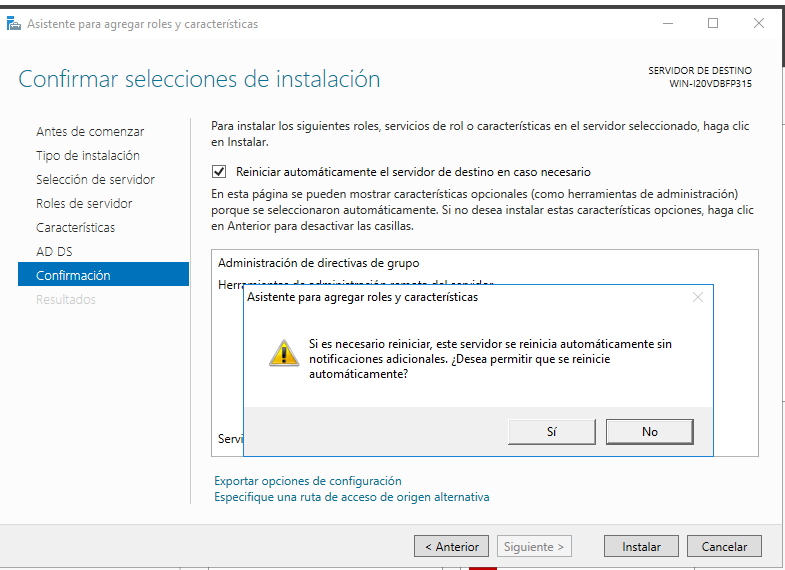 Asistente para agregar roles y características
Confirmar selecciones de instalación
SERVIDOR DE DESTINO
WIN-I20VDBFP315
Antes de comenzar
Tipo de instalación
Selección de servidor
Roles de servidor
Características
AD DS
Confirmación
Resultados
Para instalar los siguientes roles, servicios de rol o características en el servidor seleccionado, haga clic
en Instalar.
Reiniciar automáticamente el servidor de destino en caso necesario
En esta página se pueden mostrar características opcionales (como herramientas de administración)
porque se seleccionaron automáticamente. Si no desea instalar estas características opciones, haga clic
en Anterior para desactivar las casillas.
Administración de directivas de grupo
Herramientas de administración remota del servidor
Asistente para agregar roles y características
Si es necesario reiniciar, este servidor se reinicia automáticamente sin
notificaciones adicionales. ¿Desea permitir que se reinicie
automáticamente?
Sí
No
Servi
Exportar opciones de configuración
Especifique una ruta de acceso de origen alternativa
< Anterior
Siguiente >
Instalar
Cancelar